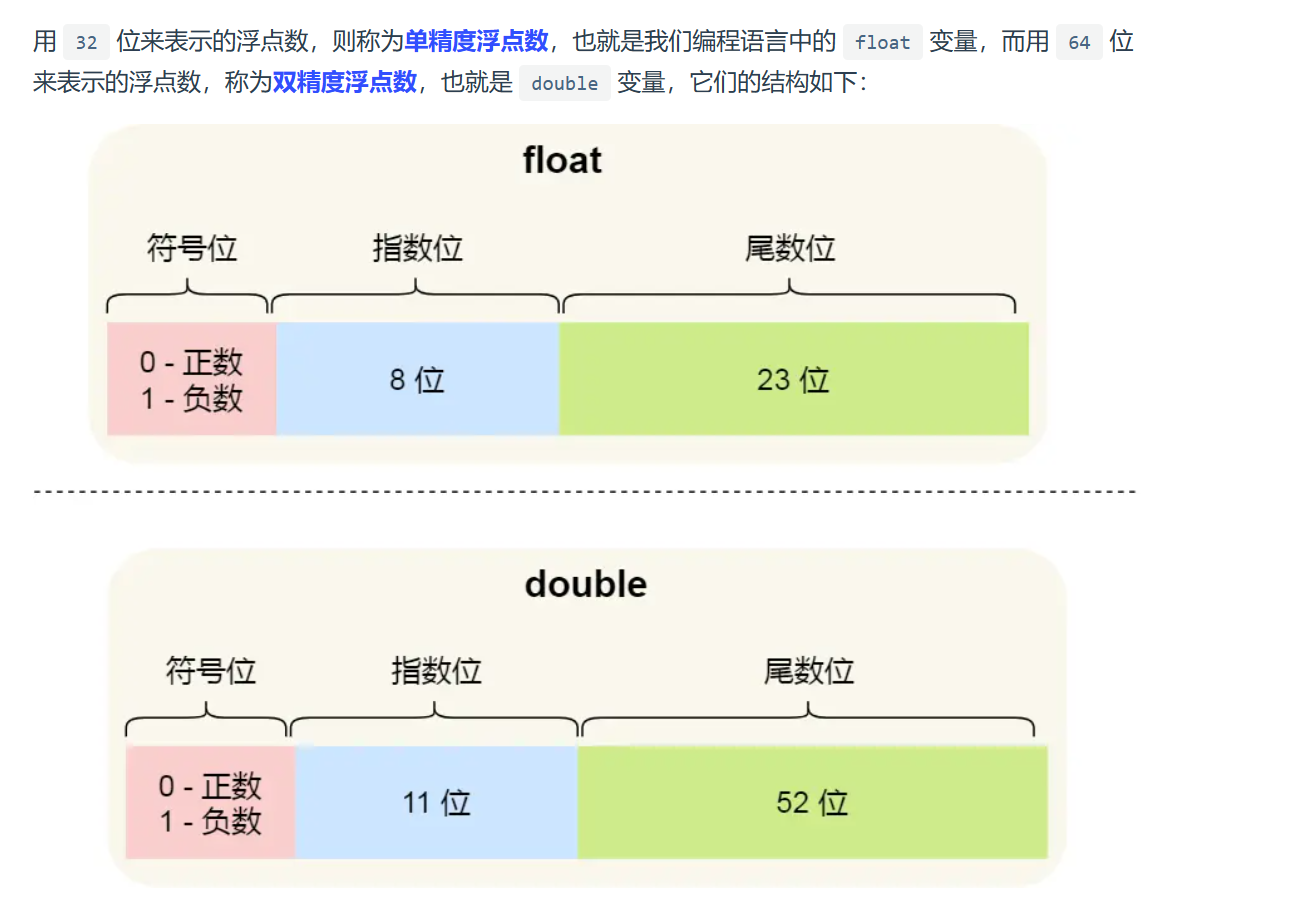 用 32 位来表示的浮点数，则称为单精度浮点数，也就是我们编程语言中的 float 变量，而用 64 位
来表示的浮点数，称为双精度浮点数，也就是 double 变量，它们的结构如下：
float
符号位 指数位 尾数位
0 - 正数
1 - 负数
8 位
23 位
double
符号位 指数位 尾数位
0 - 正数
1 - 负数
11 位
52 位